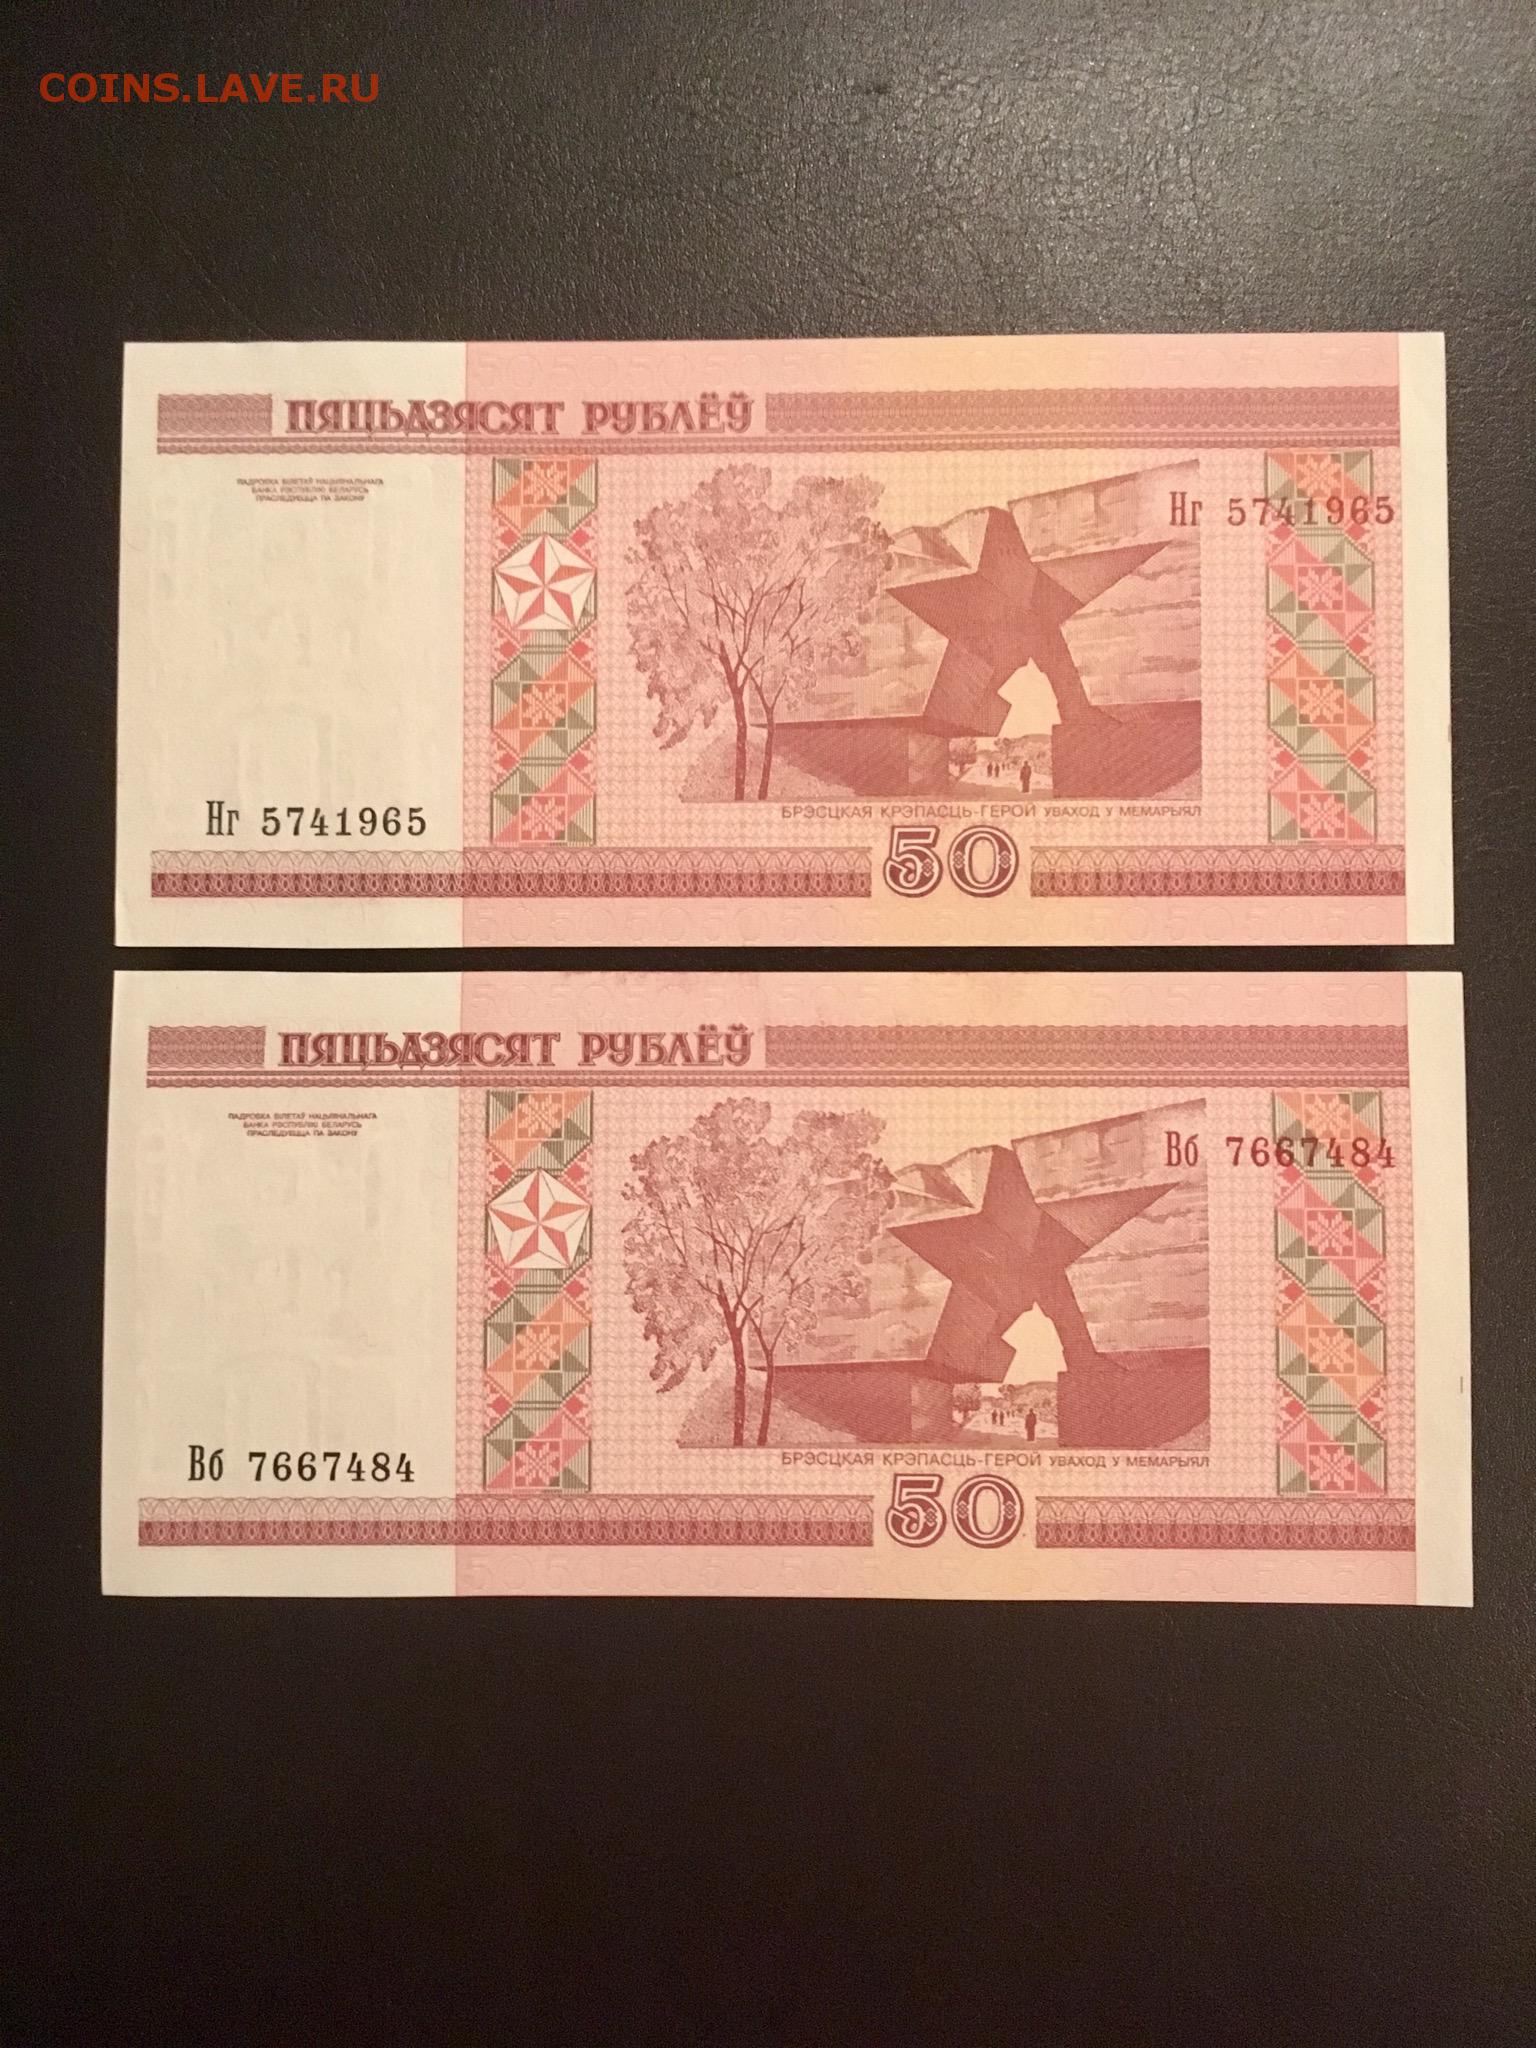 COINS.LAVE.RU
ПЯЦЬДЗЯСЯТ РУБЛЁЎ
ПАДРОБКА БІЛЕТАЎ НАЦЫЯНАЛЬНАГА
БАНКА РЭСПУБЛІКІ БЕЛАРУСЬ
ПРАСЛЕДУЕЦЦА ПА ЗАКОНУ
Нг 5741965
Нг 5741965
БРЭСЦКАЯ КРЭПАСЦЬ-ГЕРОЙ УВАХОД У МЕМАРЫЯЛ
50
ПЯЦЬДЗЯСЯТ РУБЛЁЎ
ПАДРОБКА БІЛЕТАЎ НАЦЫЯНАЛЬНАГА
БАНКА РЭСПУБЛІКІ БЕЛАРУСЬ
ПРАСЛЕДУЕЦЦА ПА ЗАКОНУ
Вб 7667484
Вб 7667484
БРЭСЦКАЯ КРЭПАСЦЬ-ГЕРОЙ УВАХОД У МЕМАРЫЯЛ
50